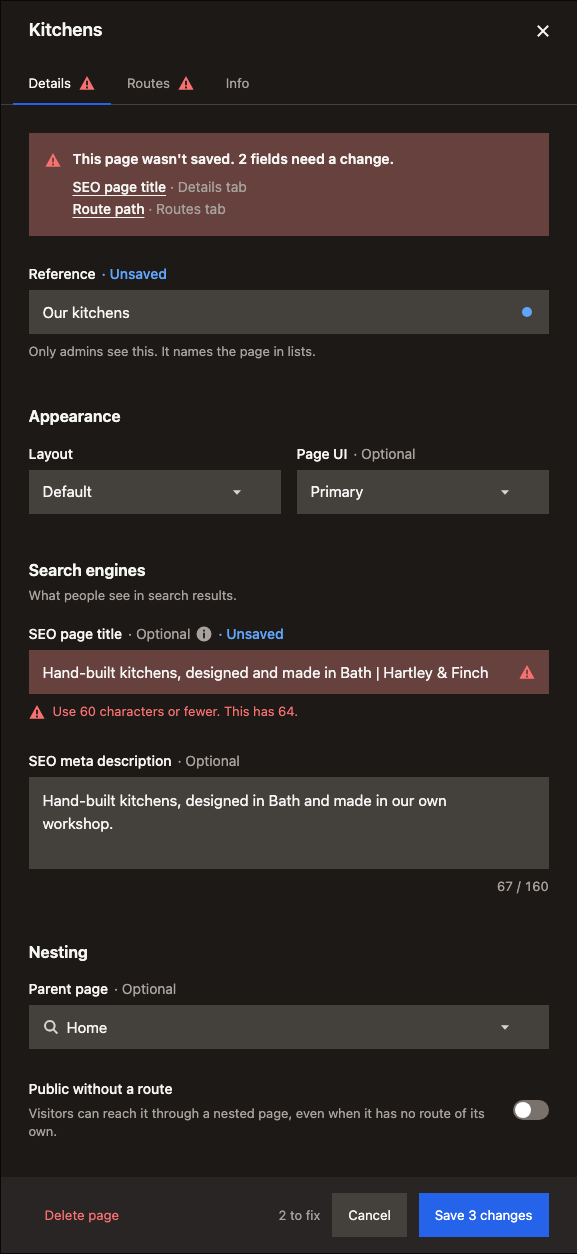 Kitchens
Details
Routes
Info
This page wasn't saved. 2 fields need a change.
SEO page title · Details tab
Route path · Routes tab
Reference · Unsaved
Our kitchens
Only admins see this. It names the page in lists.
Appearance
Layout
Page UI · Optional
Default
Primary
Search engines
What people see in search results.
SEO page title · Optional · Unsaved
Hand-built kitchens, designed and made in Bath | Hartley & Finch
Use 60 characters or fewer. This has 64.
SEO meta description · Optional
Hand-built kitchens, designed in Bath and made in our own
workshop.
67 / 160
Nesting
Parent page · Optional
Home
Public without a route
Visitors can reach it through a nested page, even when it has no route of its
own.
Delete page
2 to fix
Cancel
Save 3 changes